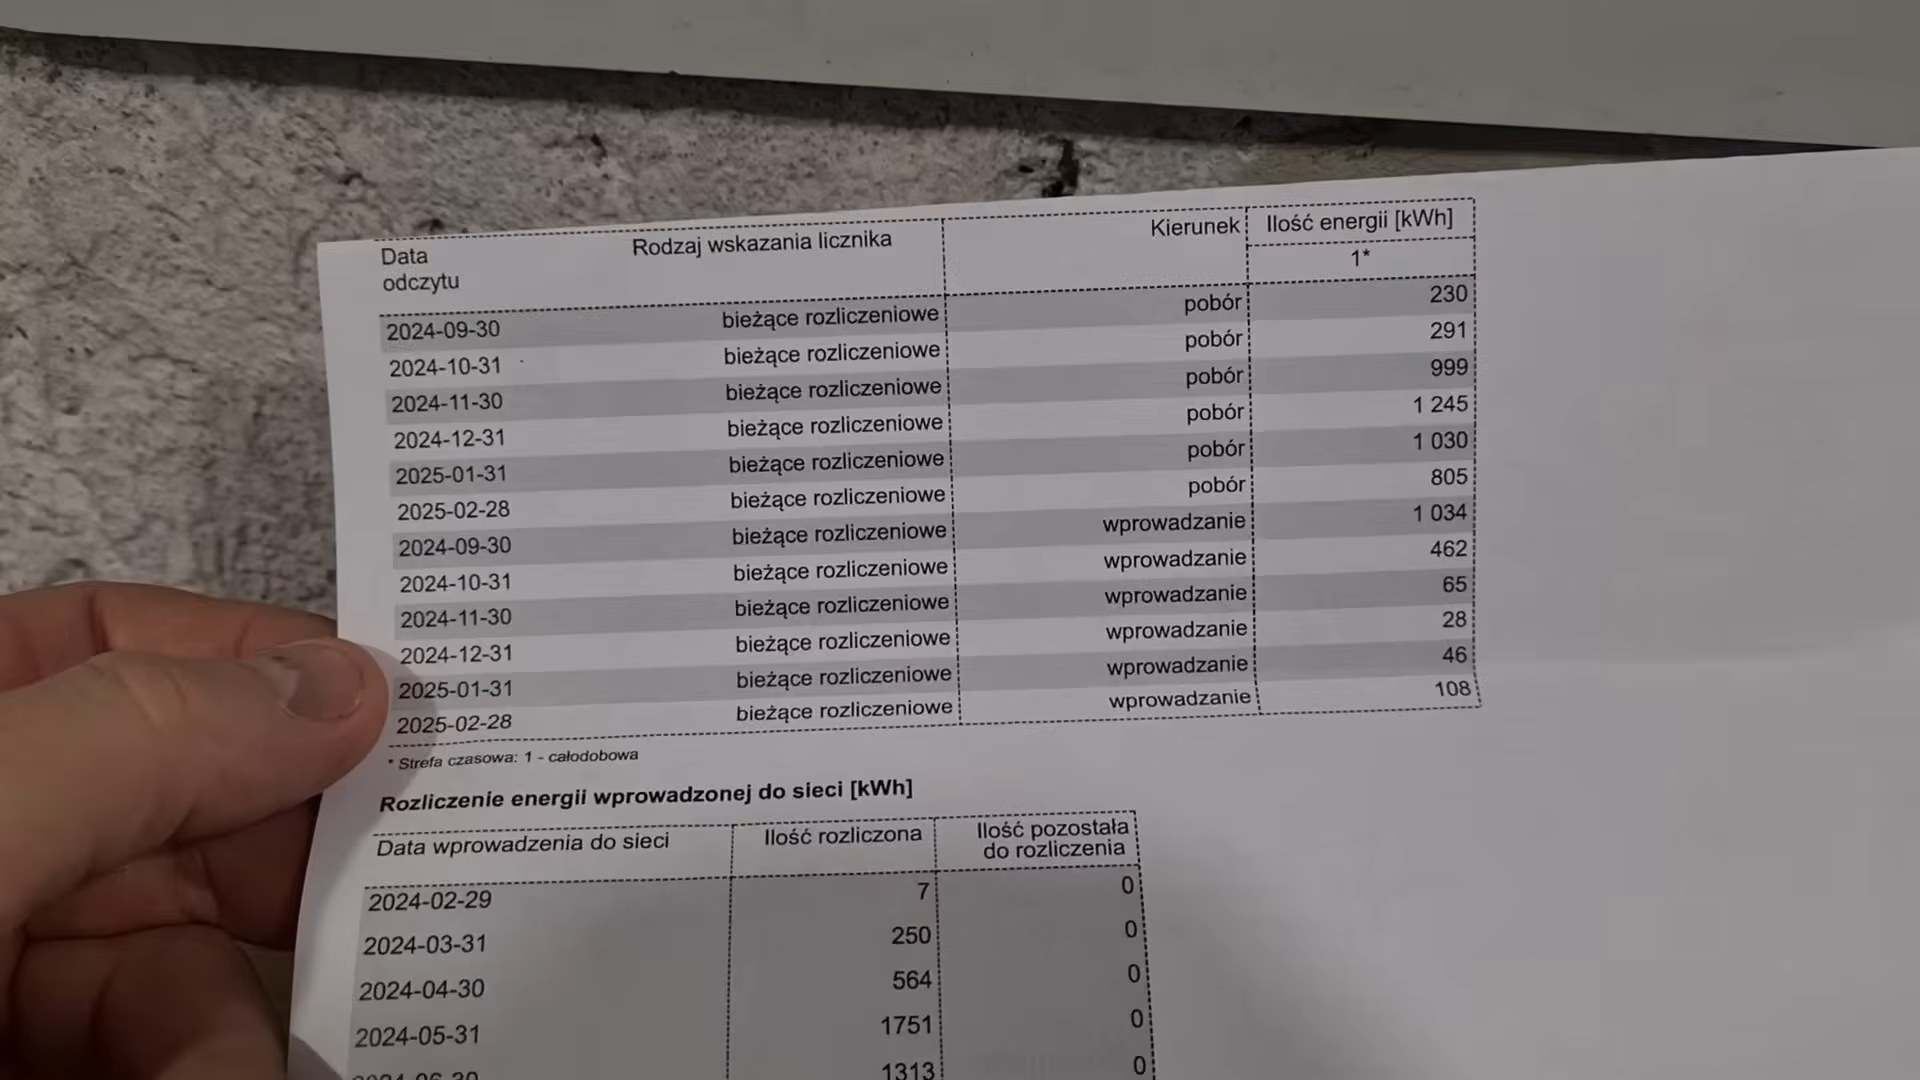 Data odczytu Rodzaj wskazania licznika Kierunek Ilość energii [kWh]
1*
2024-09-30 bieżące rozliczeniowe pobór 230
2024-10-31 bieżące rozliczeniowe pobór 291
2024-11-30 bieżące rozliczeniowe pobór 999
2024-12-31 bieżące rozliczeniowe pobór 1 245
2025-01-31 bieżące rozliczeniowe pobór 1 030
2025-02-28 bieżące rozliczeniowe pobór 805
2024-09-30 bieżące rozliczeniowe wprowadzanie 1 034
2024-10-31 bieżące rozliczeniowe wprowadzanie 462
2024-11-30 bieżące rozliczeniowe wprowadzanie 65
2024-12-31 bieżące rozliczeniowe wprowadzanie 28
2025-01-31 bieżące rozliczeniowe wprowadzanie 46
2025-02-28 bieżące rozliczeniowe wprowadzanie 108
* Strefa czasowa: 1 - całodobowa
Rozliczenie energii wprowadzonej do sieci [kWh]
Data wprowadzenia do sieci Ilość rozliczona Ilość pozostała do rozliczenia
2024-02-29 7 0
2024-03-31 250 0
2024-04-30 564 0
2024-05-31 1751 0
2024-06-30 1313 0